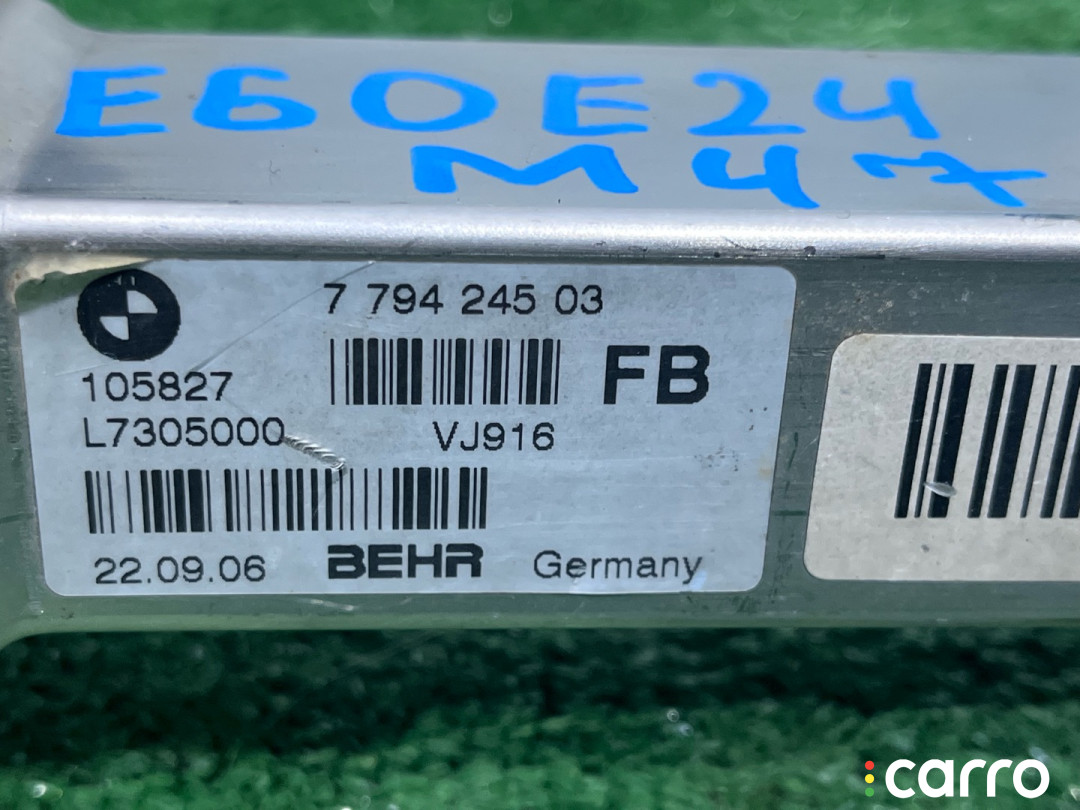 E60E24
M47
7 794 245 03
105827
FB
L7305000
VJ916
22.09.06
BEHR
Germany
carro